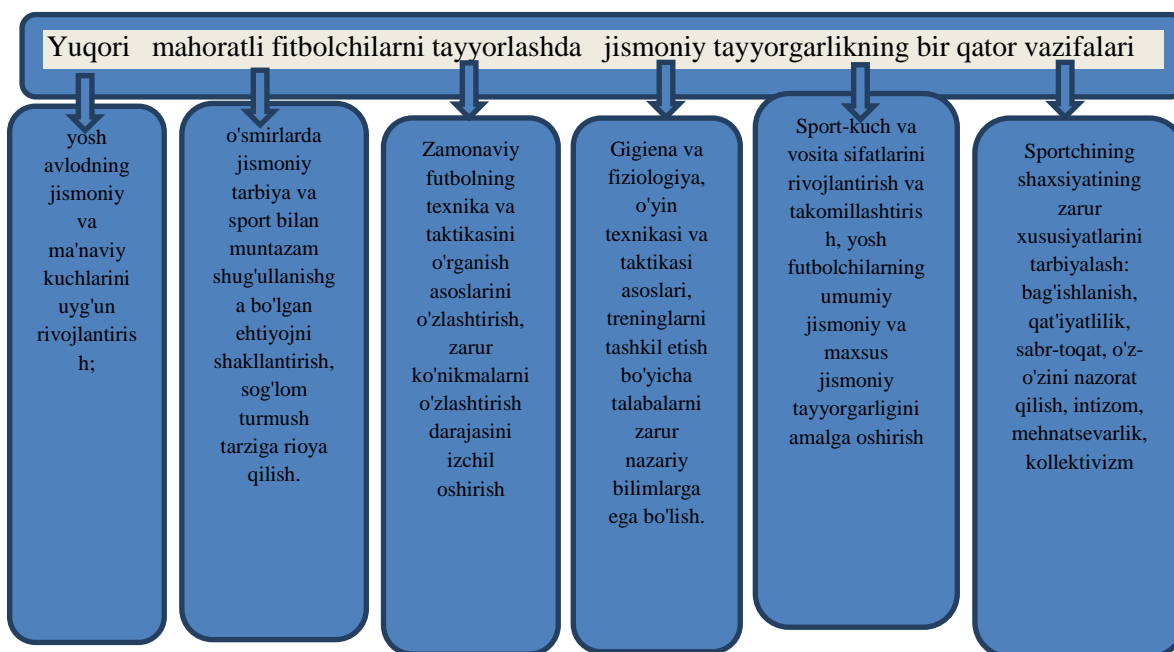 Yuqori mahoratli fitbolchilarni tayyorlashda jismoniy tayyorgarlikning bir qator vazifalari
yosh
avlodning
jismoniy
va
ma'naviy
kuchlarini
uyg'un
rivojlantiris
h;
o'smirlarda
jismoniy
tarbiya va
sport bilan
muntazam
shug'ullanishg
a bo'lgan
ehtiyojni
shakllantirish,
sog'lom
turmush
tarziga rioya
qilish.
Zamonaviy
futbolning
texnika va
taktikasini
o'rganish
asoslarini
o'zlashtirish,
zarur
ko'nikmalarni
o'zlashtirish
darajasini
izchil
oshirish
Gigiena va
fiziologiya,
o'yin
texnikasi va
taktikasi
asoslari,
treninglarni
tashkil etish
bo'yicha
talabalarni
zarur
nazariy
bilimlarga
ega bo'lish.
Sport-kuch va
vosita sifatlarini
rivojlantirish va
takomillashtiris
h, yosh
futbolchilarning
umumiy
jismoniy va
maxsus
jismoniy
tayyorgarligini
amalga oshirish
Sportchining
shaxsiyatining
zarur
xususiyatlarini
tarbiyalash:
bag'ishlanish,
qat'iyatlilik,
sabr-toqat, o'z-
o'zini nazorat
qilish, intizom,
mehnatsevarlik,
kollektivizm